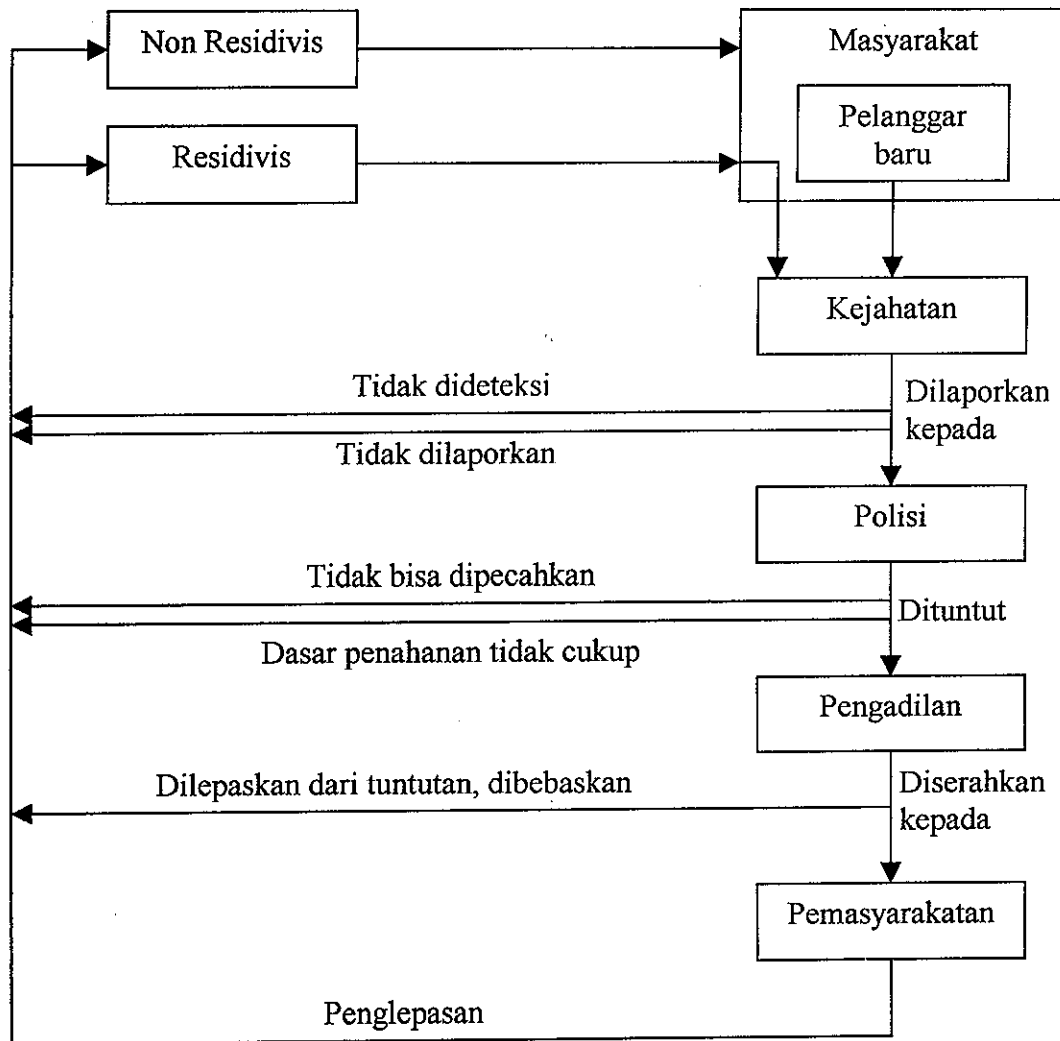 Non Residivis
Masyarakat
Pelanggar
baru
Residivis
Kejahatan
Tidak dideteksi
Dilaporkan
kepada
Tidak dilaporkan
Polisi
Tidak bisa dipecahkan
Dituntut
Dasar penahanan tidak cukup
Pengadilan
Dilepaskan dari tuntutan, dibebaskan
Diserahkan
kepada
Pemasyarakatan
Penglepasan